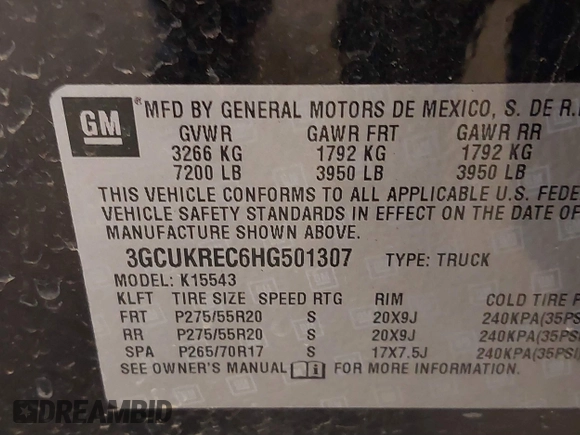 GM
MFD BY GENERAL MOTORS DE MEXICO, S. DE R.
GVWR GAWR FRT GAWR RR
3266 KG 1792 KG 1792 KG
7200 LB 3950 LB 3950 LB
THIS VEHICLE CONFORMS TO ALL APPLICABLE U.S.
VEHICLE SAFETY STANDARDS IN EFFECT ON THE DATE OF
MANUFACTURE SHOWN ABOVE.
3GCUKREC6HG501307 TYPE: TRUCK
MODEL: K15543
KLFT TIRE SIZE SPEED RTG RIM COLD TIRE
FRT P275/55R20 S 20X9J 240KPA(35PSI
RR P275/55R20 S 20X9J 240KPA(35PSI
SPA P265/70R17 S 17X7.5J 240KPA(35PSI
SEE OWNER'S MANUAL i FOR MORE INFORMATION.
DREAMBID